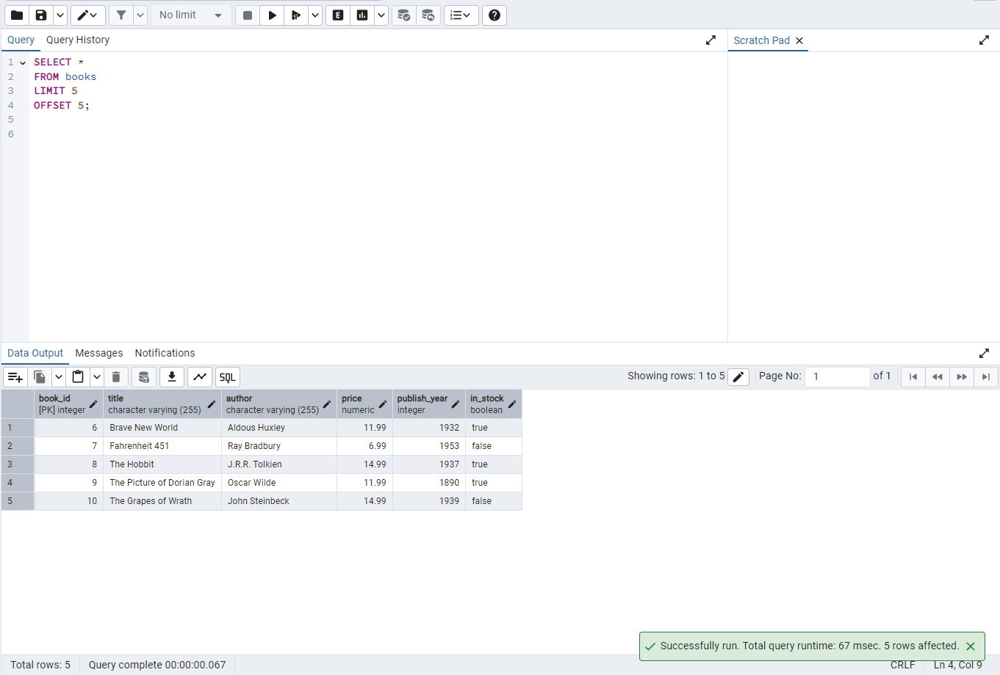 No limit
E
Query Query History
Scratch Pad
1 SELECT *
2 FROM books
3 LIMIT 5
4 OFFSET 5;
5
6
Data Output Messages Notifications
SQL Showing rows: 1 to 5 Page No: 1 of 1
book_id title author price publish_year in_stock
[PK] integer character varying (255) character varying (255) numeric integer boolean
1 6 Brave New World Aldous Huxley 11.99 1932 true
2 7 Fahrenheit 451 Ray Bradbury 6.99 1953 false
3 8 The Hobbit J.R.R. Tolkien 14.99 1937 true
4 9 The Picture of Dorian Gray Oscar Wilde 11.99 1890 true
5 10 The Grapes of Wrath John Steinbeck 14.99 1939 false
Successfully run. Total query runtime: 67 msec. 5 rows affected.
Total rows: 5 Query complete 00:00:00.067 CRLF Ln 4, Col 9